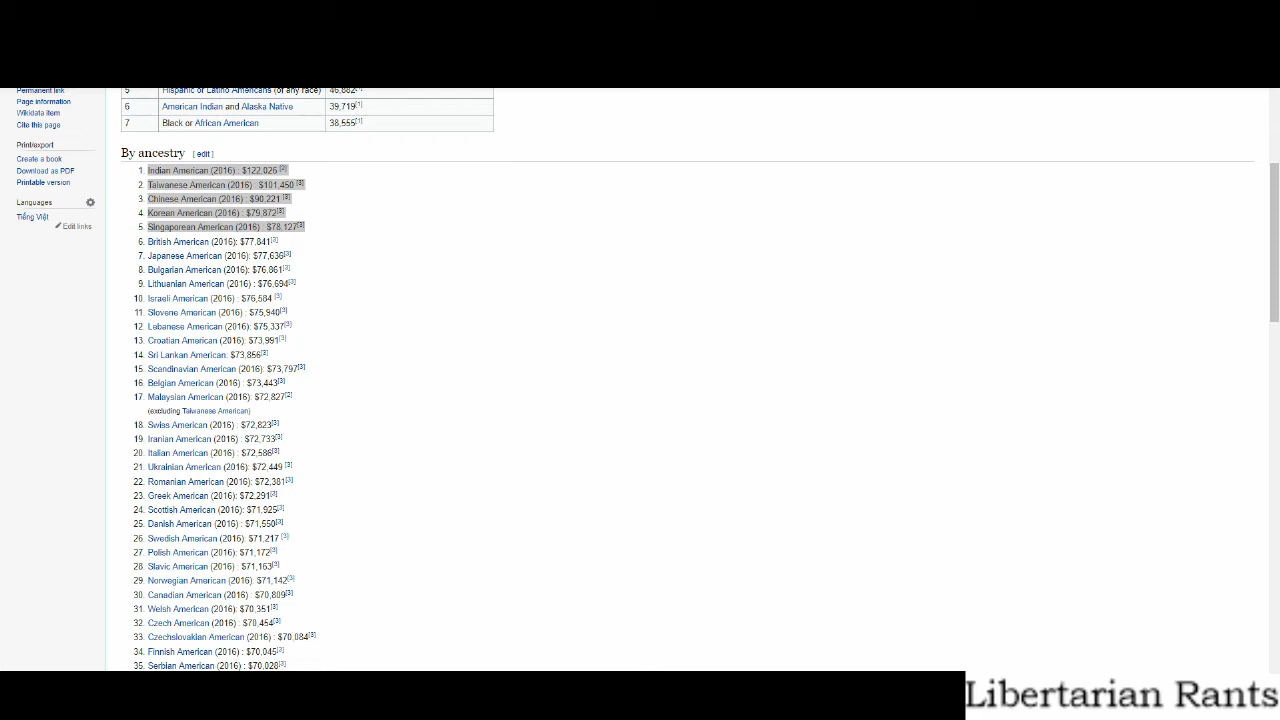 Permanent link
Page information
Wikidata item
Cite this page
Print/export
Create a book
Download as PDF
Printable version
Languages
Tiếng Việt
Edit links
5 Hispanic or Latino Americans (of any race) 46,882[1]
6 American Indian and Alaska Native 39,719[1]
7 Black or African American 38,555[1]
By ancestry [ edit ]
1. Indian American (2016) : $122,026 [2]
2. Taiwanese American (2016) : $101,450 [3]
3. Chinese American (2016) : $90,221 [3]
4. Korean American (2016) : $79,872[3]
5. Singaporean American (2016) : $78,127[3]
6. British American (2016): $77,841[3]
7. Japanese American (2016): $77,636[3]
8. Bulgarian American (2016) : $76,861[3]
9. Lithuanian American (2016) : $76,694[3]
10. Israeli American (2016) : $76,584 [3]
11. Slovene American (2016) : $75,940[3]
12. Lebanese American (2016) : $75,337[3]
13. Croatian American (2016) : $73,991[3]
14. Sri Lankan American: $73,856[3]
15. Scandinavian American (2016): $73,797[3]
16. Belgian American (2016) : $73,443[3]
17. Malaysian American (2016): $72,827[2]
(excluding Taiwanese American)
18. Swiss American (2016) : $72,823[3]
19. Iranian American (2016) : $72,733[3]
20. Italian American (2016) : $72,586[3]
21. Ukrainian American (2016) : $72,449 [3]
22. Romanian American (2016) : $72,381[3]
23. Greek American (2016): $72,291[3]
24. Scottish American (2016): $71,925[3]
25. Danish American (2016) : $71,550[3]
26. Swedish American (2016) : $71,217 [3]
27. Polish American (2016): $71,172[3]
28. Slavic American (2016) : $71,163[3]
29. Norwegian American (2016): $71,142[3]
30. Canadian American (2016) : $70,809[3]
31. Welsh American (2016): $70,351[3]
32. Czech American (2016) : $70,454[3]
33. Czechslovakian American (2016) : $70,084[3]
34. Finnish American (2016) : $70,045[3]
35. Serbian American (2016) : $70,028[3]
Libertarian Rants